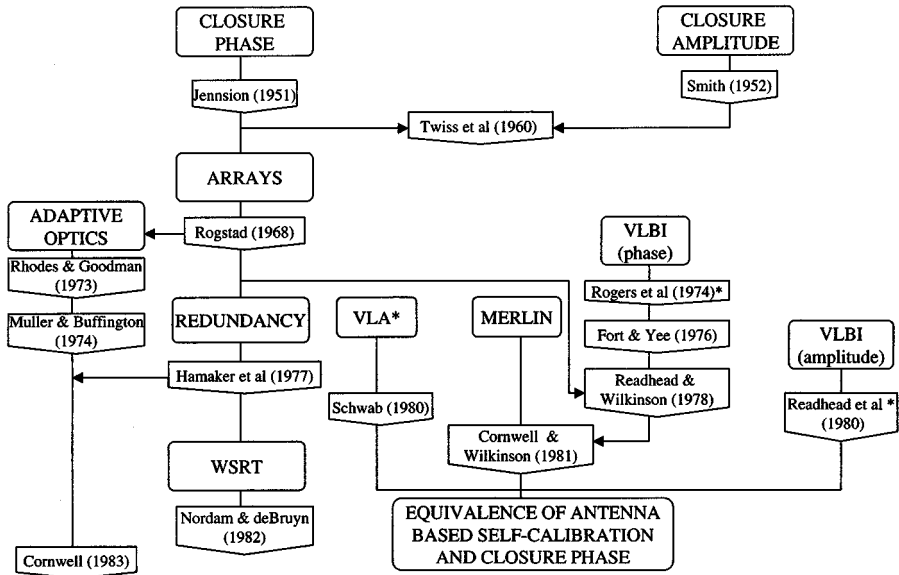 CLOSURE
PHASE
CLOSURE
AMPLITUDE
Jennsion (1951)
Smith (1952)
Twiss et al (1960)
ARRAYS
ADAPTIVE
OPTICS
Rogstad (1968)
VLBI
(phase)
Rhodes & Goodman
(1973)
Rogers et al (1974)*
Muller & Buffington
(1974)
REDUNDANCY
VLA*
MERLIN
Fort & Yee (1976)
VLBI
(amplitude)
Hamaker et al (1977)
Readhead &
Wilkinson (1978)
Schwab (1980)
Readhead et al *
(1980)
Cornwell &
Wilkinson (1981)
WSRT
Nordam & deBruyn
(1982)
EQUIVALENCE OF ANTENNA
BASED SELF-CALIBRATION
AND CLOSURE PHASE
Cornwell (1983)